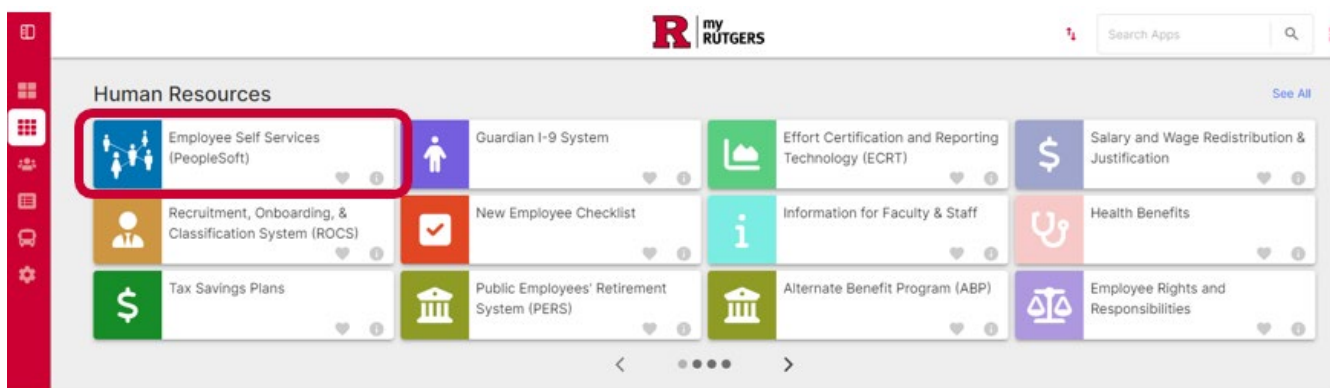 R my
RUTGERS
Search Apps
Human Resources
See All
Employee Self Services
(PeopleSoft)
Guardian I-9 System
Effort Certification and Reporting
Technology (ECRT)
Salary and Wage Redistribution &
Justification
Recruitment, Onboarding, &
Classification System (ROCS)
New Employee Checklist
Information for Faculty & Staff
Health Benefits
Tax Savings Plans
Public Employees' Retirement
System (PERS)
Alternate Benefit Program (ABP)
Employee Rights and
Responsibilities